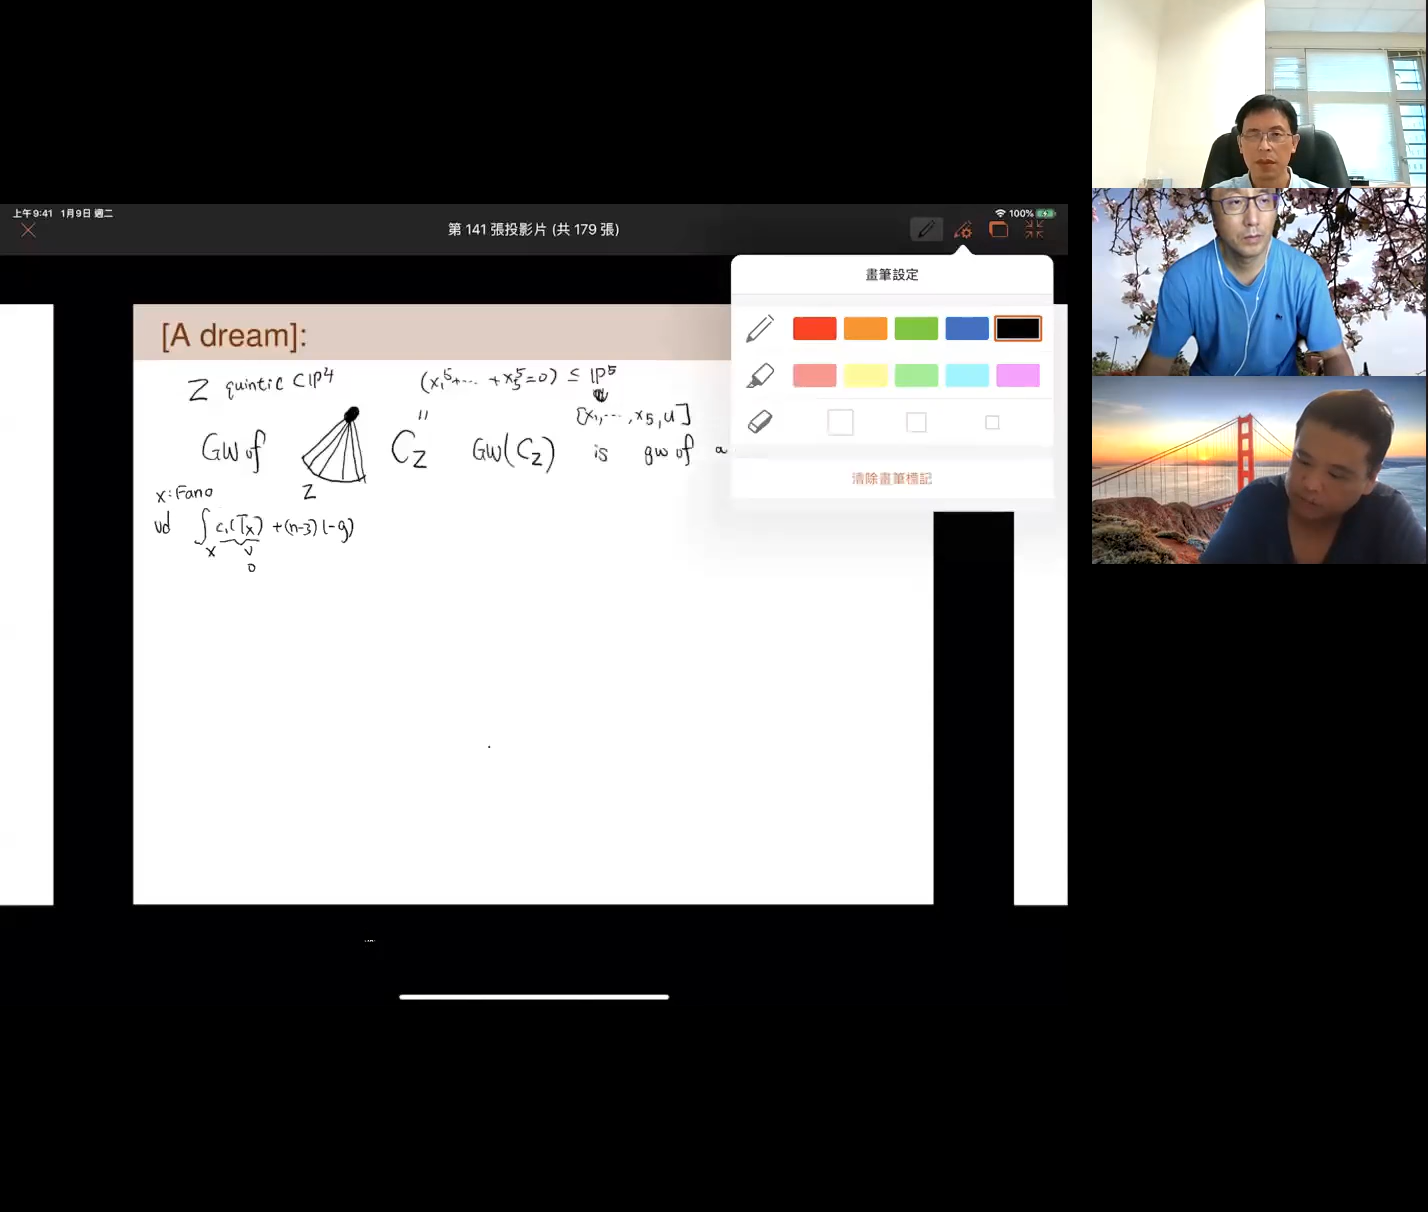 上午9:41 1月9日 週二
100%
第 141 張投影片 (共 179 張)
畫筆設定
清除畫筆標記
[A dream]:
Z quintic ⊂ ℙ⁴ (x₁⁵+⋯+x₅⁵=0) ≤ ℙ⁵
[x₁,⋯,x₅,u]
GW of C_Z GW(C_Z) is gw of a
Z
X: Fano
vd ∫_X c₁(T_X) + (n-3)(1-g)
∨
0